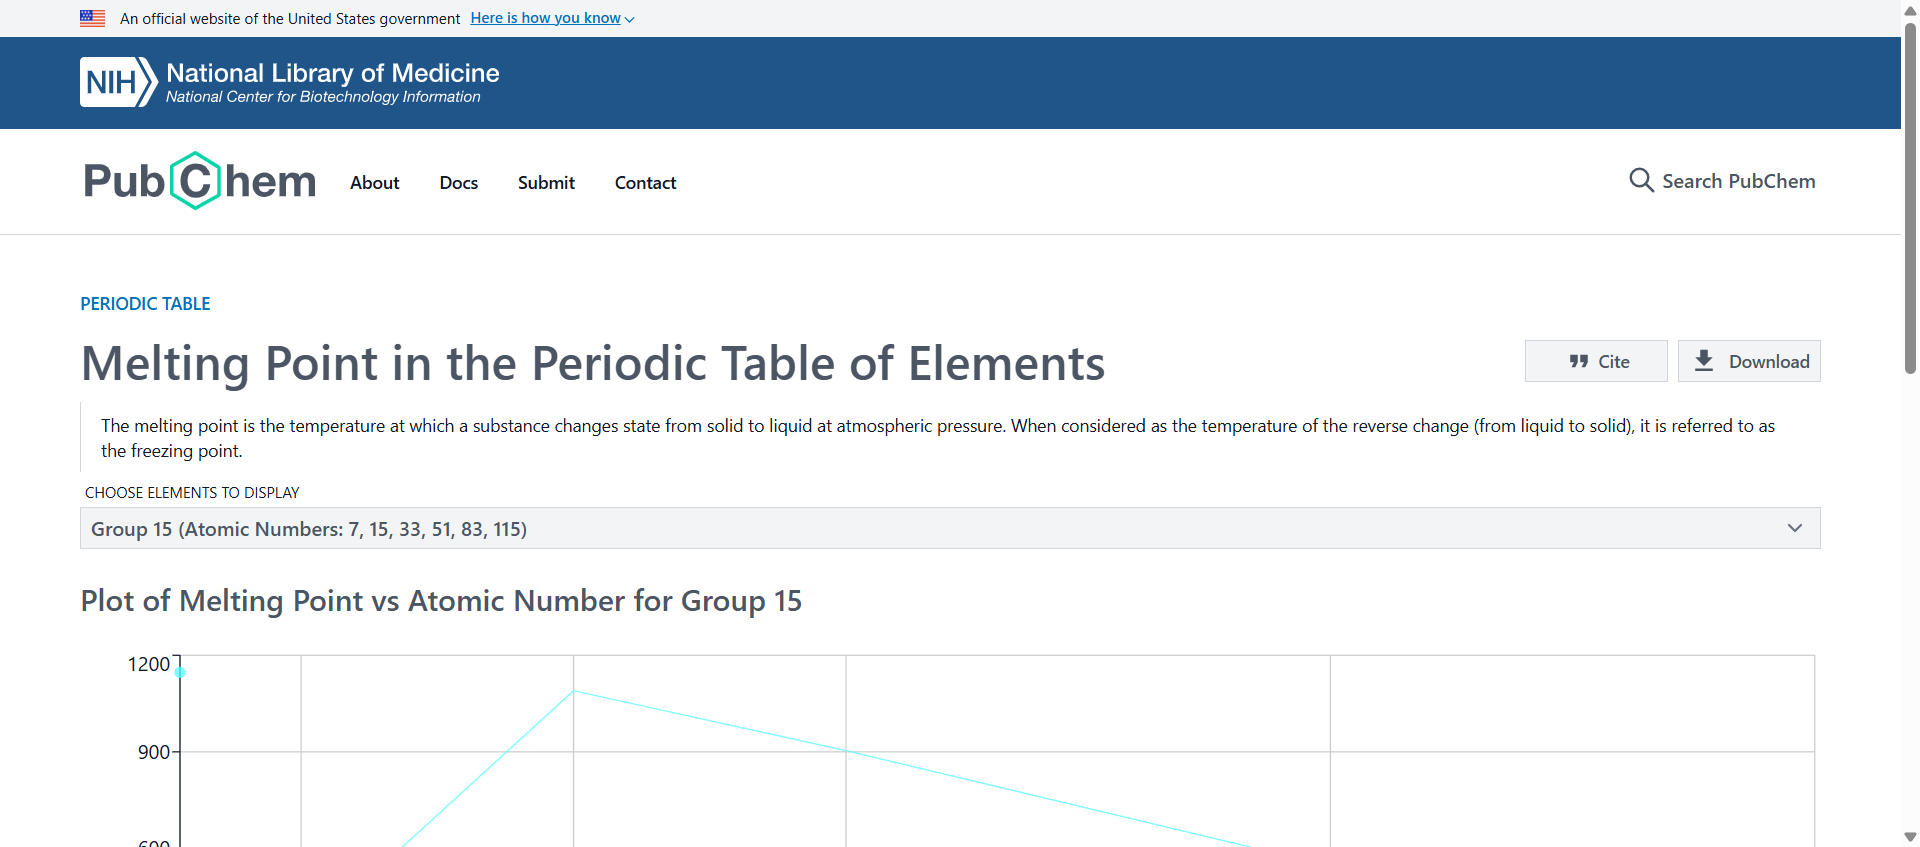 An official website of the United States government Here is how you know
NIH National Library of Medicine
National Center for Biotechnology Information
PubChem About Docs Submit Contact Search PubChem
PERIODIC TABLE
Melting Point in the Periodic Table of Elements
Cite Download
The melting point is the temperature at which a substance changes state from solid to liquid at atmospheric pressure. When considered as the temperature of the reverse change (from liquid to solid), it is referred to as
the freezing point.
CHOOSE ELEMENTS TO DISPLAY
Group 15 (Atomic Numbers: 7, 15, 33, 51, 83, 115)
Plot of Melting Point vs Atomic Number for Group 15
1200
900
600